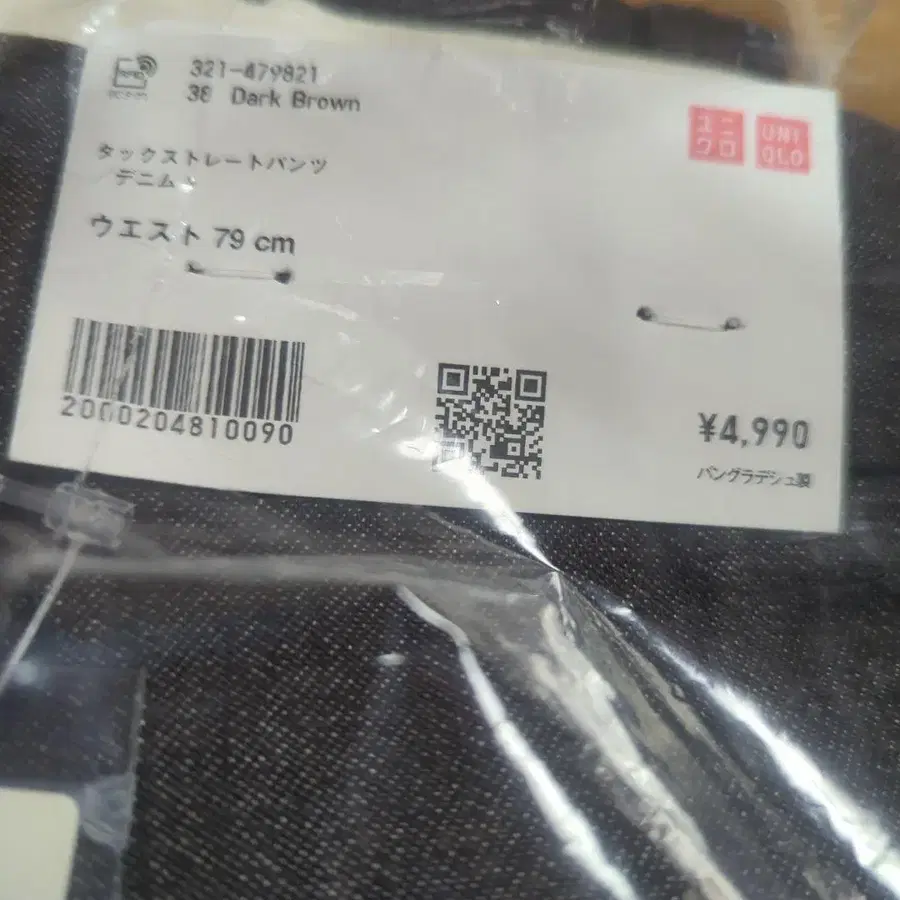 321-479821
38 Dark Brown
ユニ
クロ
UNI
QLO
タックストレートパンツ
/デニム
ウエスト 79 cm
2000204810090
¥4,990
バングラデシュ製